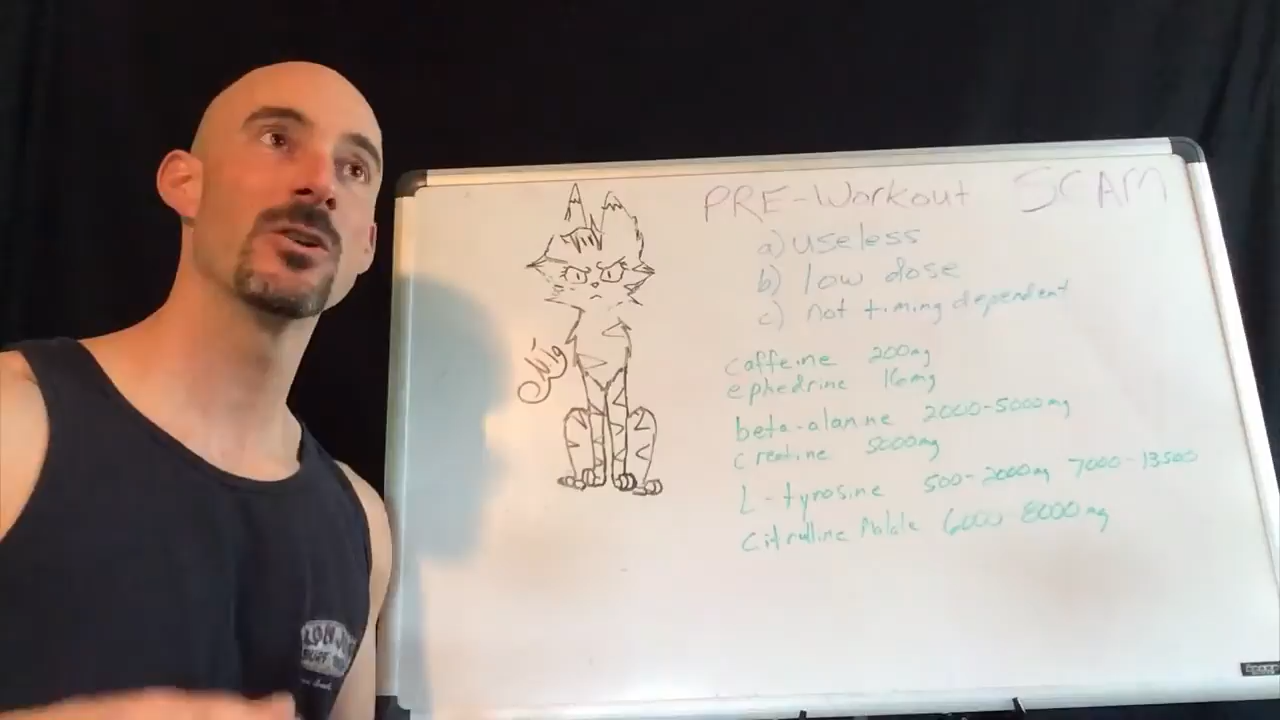 PRE-Workout SCAM
a) useless
b) low dose
c) not timing dependent
caffeine 200mg
ephedrine 16mg
beta-alanine 2000-5000mg
creatine 5000mg
L-tyrosine 500-2000mg 7000-13500
Citrulline Malate 6000 8000mg